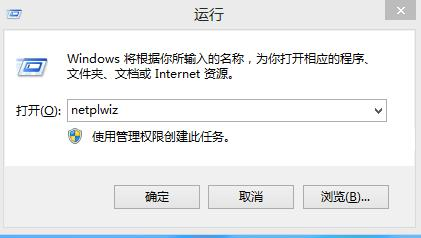 运行
Windows 将根据你所输入的名称，为你打开相应的程序、
文件夹、文档或 Internet 资源。
打开(O): netplwiz
使用管理权限创建此任务。
确定 取消 浏览(B)...